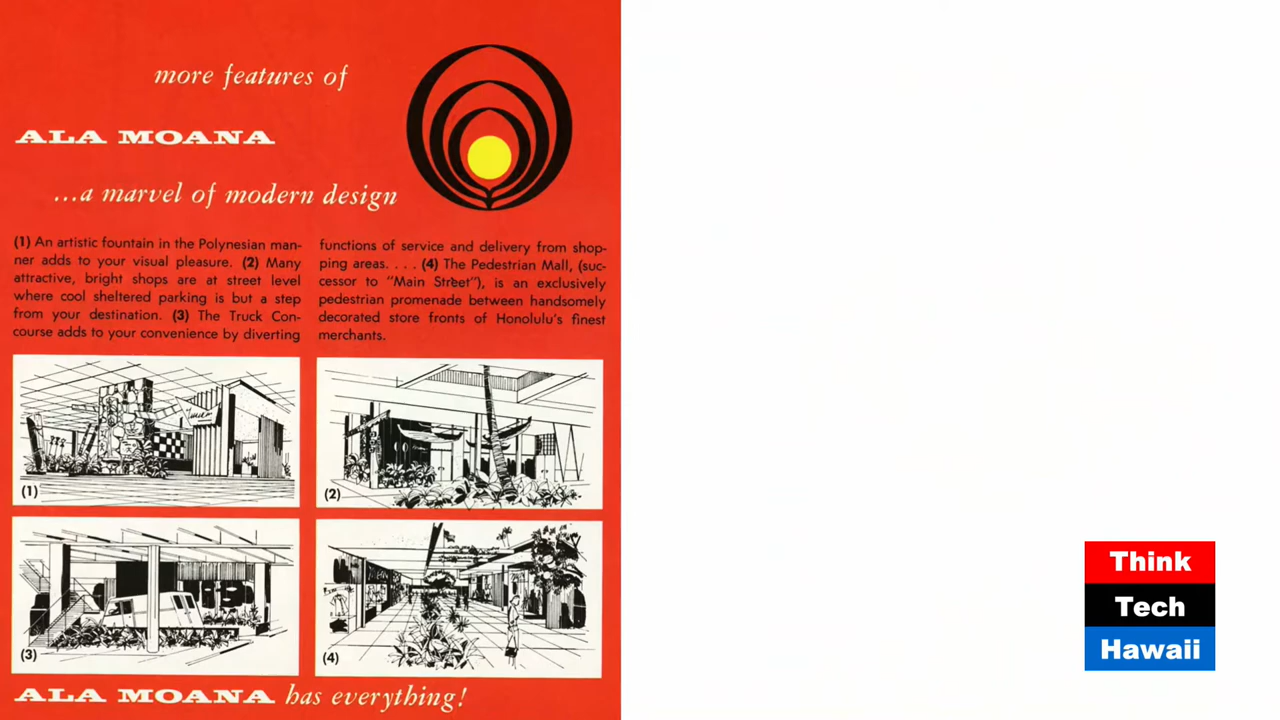 more features of
ALA MOANA
...a marvel of modern design
(1) An artistic fountain in the Polynesian man-
ner adds to your visual pleasure. (2) Many
attractive, bright shops are at street level
where cool sheltered parking is but a step
from your destination. (3) The Truck Con-
course adds to your convenience by diverting
functions of service and delivery from shop-
ping areas. . . . (4) The Pedestrian Mall, (suc-
cessor to "Main Street"), is an exclusively
pedestrian promenade between handsomely
decorated store fronts of Honolulu's finest
merchants.
(1)
(2)
(3)
(4)
ALA MOANA has everything!
Think
Tech
Hawaii